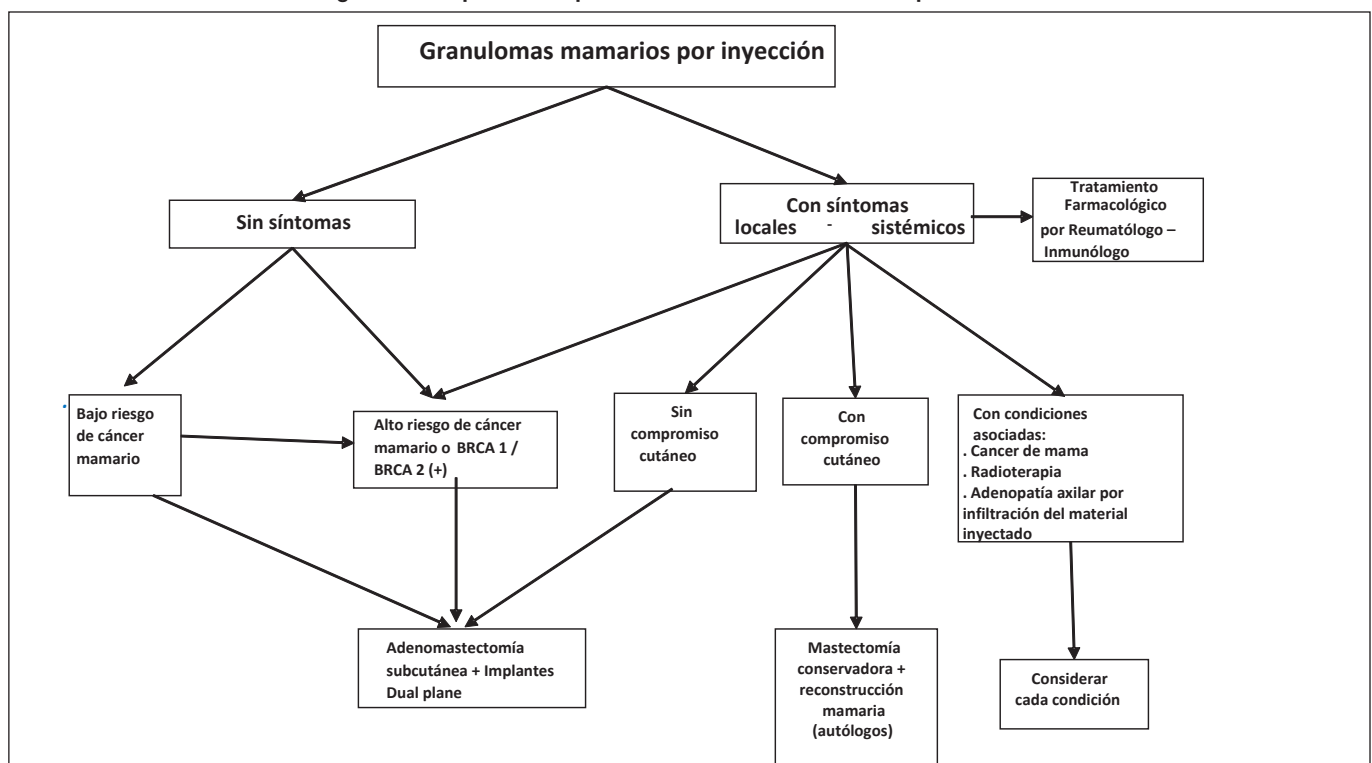 Granulomas mamarios por inyección
Sin síntomas
Con síntomas
locales - sistémicos
Tratamiento
Farmacológico
por Reumatólogo –
Inmunólogo
Bajo riesgo
de cáncer
mamario
Alto riesgo de cáncer
mamario o BRCA 1 /
BRCA 2 (+)
Sin
compromiso
cutáneo
Con
compromiso
cutáneo
Con condiciones
asociadas:
. Cancer de mama
. Radioterapia
. Adenopatía axilar por
infiltración del material
inyectado
Adenomastectomía
subcutánea + Implantes
Dual plane
Mastectomía
conservadora +
reconstrucción
mamaria
(autólogos)
Considerar
cada condición